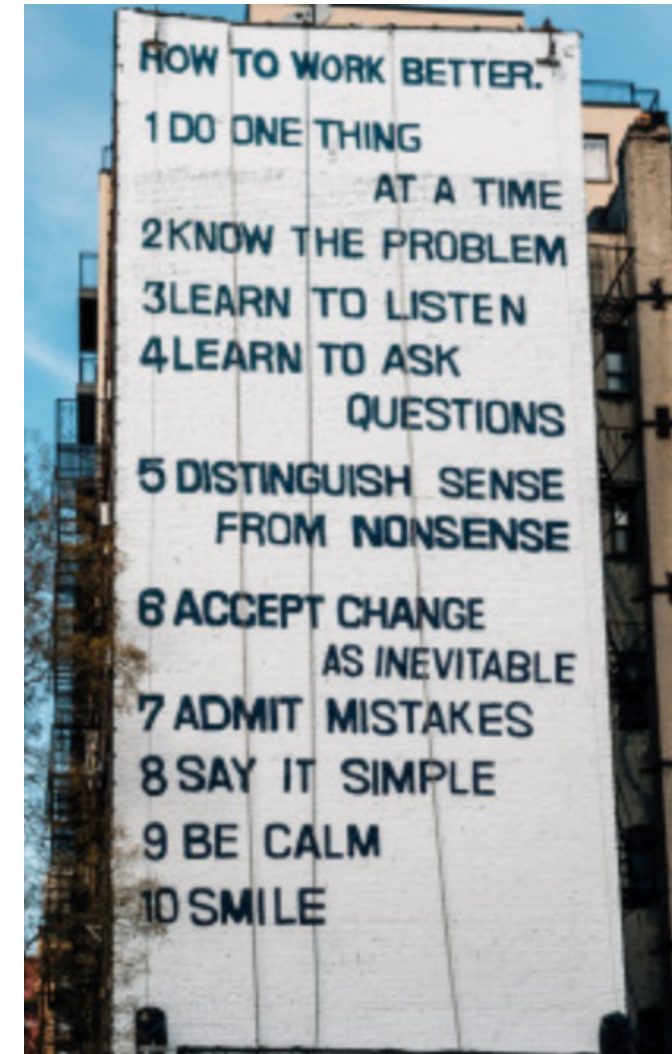 HOW TO WORK BETTER.
1 DO ONE THING
AT A TIME
2 KNOW THE PROBLEM
3 LEARN TO LISTEN
4 LEARN TO ASK
QUESTIONS
5 DISTINGUISH SENSE
FROM NONSENSE
6 ACCEPT CHANGE
AS INEVITABLE
7 ADMIT MISTAKES
8 SAY IT SIMPLE
9 BE CALM
10 SMILE